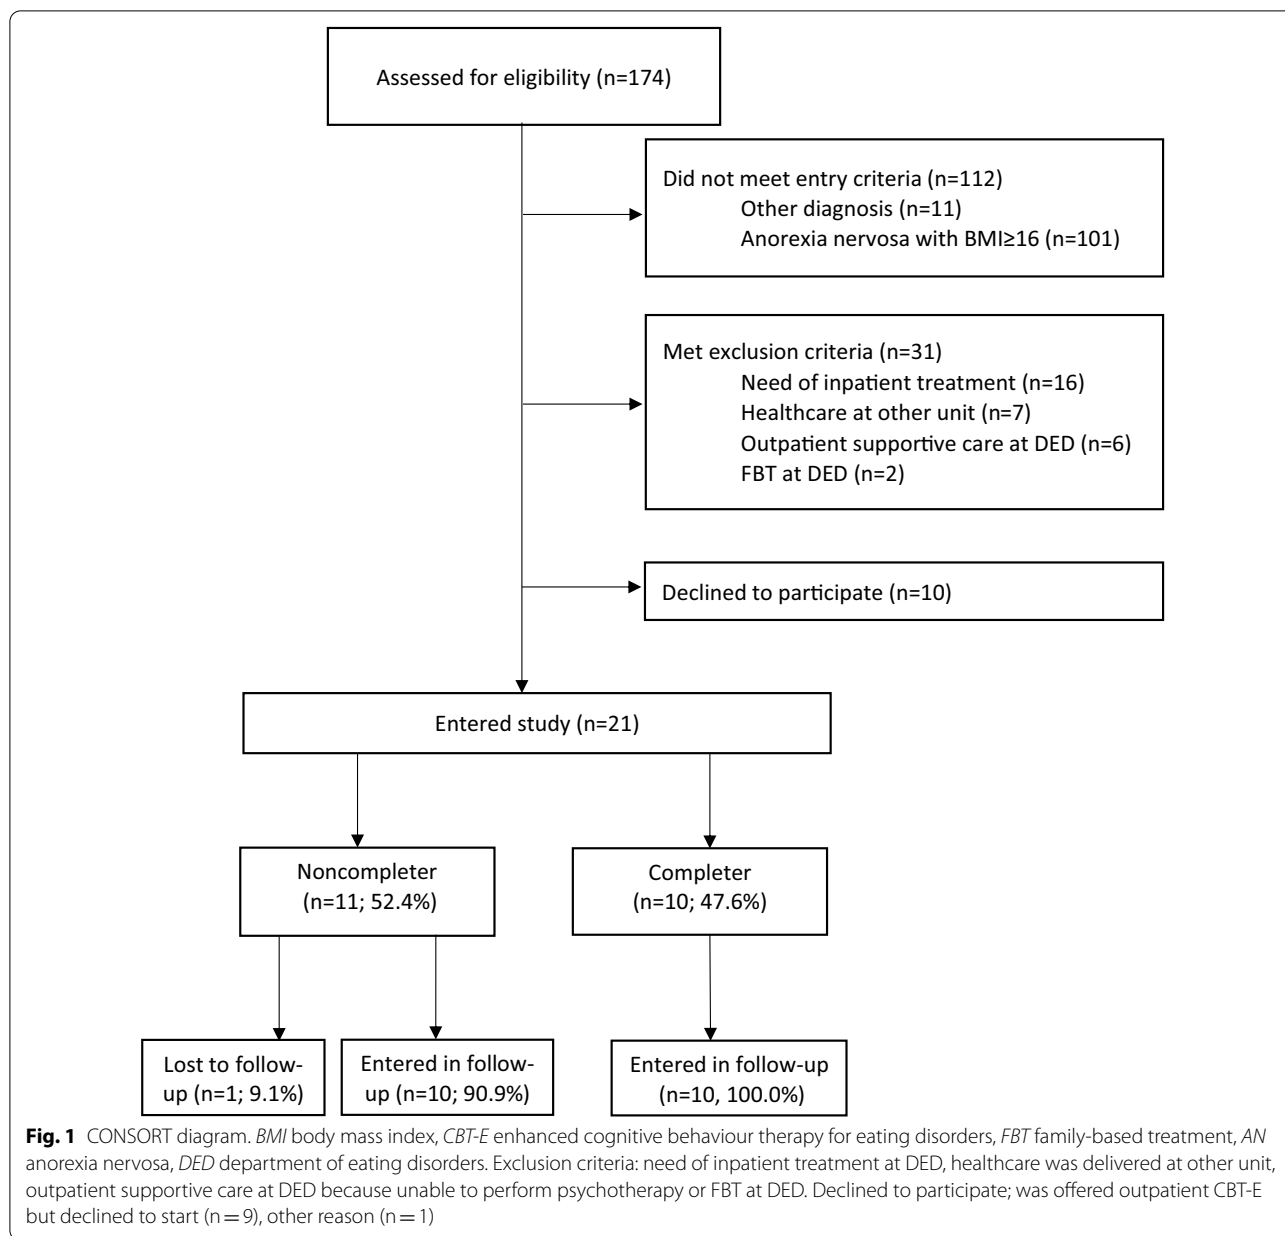 Assessed for eligibility (n=174)
Did not meet entry criteria (n=112)
Other diagnosis (n=11)
Anorexia nervosa with BMI≥16 (n=101)
Met exclusion criteria (n=31)
Need of inpatient treatment (n=16)
Healthcare at other unit (n=7)
Outpatient supportive care at DED (n=6)
FBT at DED (n=2)
Declined to participate (n=10)
Entered study (n=21)
Noncompleter
(n=11; 52.4%)
Completer
(n=10; 47.6%)
Lost to follow-
up (n=1; 9.1%)
Entered in follow-
up (n=10; 90.9%)
Entered in follow-up
(n=10, 100.0%)
Fig. 1 CONSORT diagram. BMI body mass index, CBT-E enhanced cognitive behaviour therapy for eating disorders, FBT family-based treatment, AN
anorexia nervosa, DED department of eating disorders. Exclusion criteria: need of inpatient treatment at DED, healthcare was delivered at other unit,
outpatient supportive care at DED because unable to perform psychotherapy or FBT at DED. Declined to participate; was offered outpatient CBT-E
but declined to start (n = 9), other reason (n = 1)